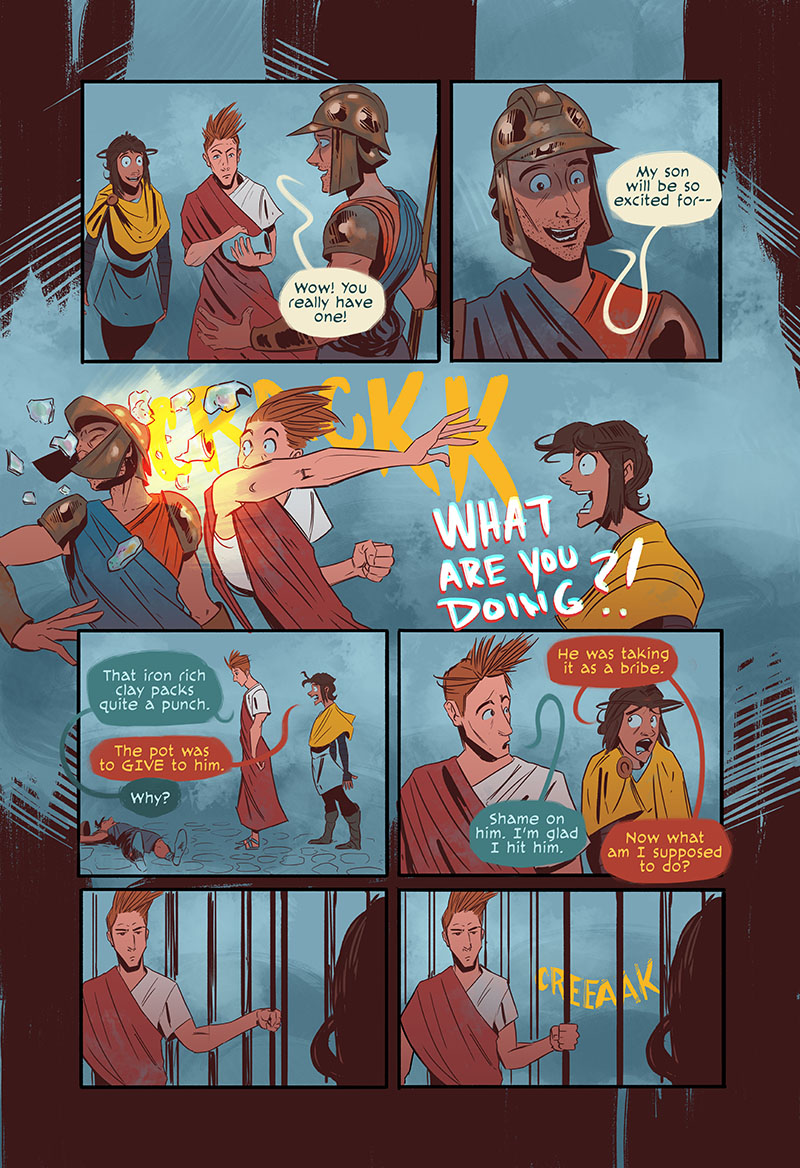 Wow! You
really have
one!
My son
will be so
excited for--
CRACKK
WHAT
ARE YOU
DOING?!
That iron rich
clay packs
quite a punch.
The pot was
to GIVE to him.
Why?
He was taking
it as a bribe.
Shame on
him. I'm glad
I hit him.
Now what
am I supposed
to do?
CREEAAK